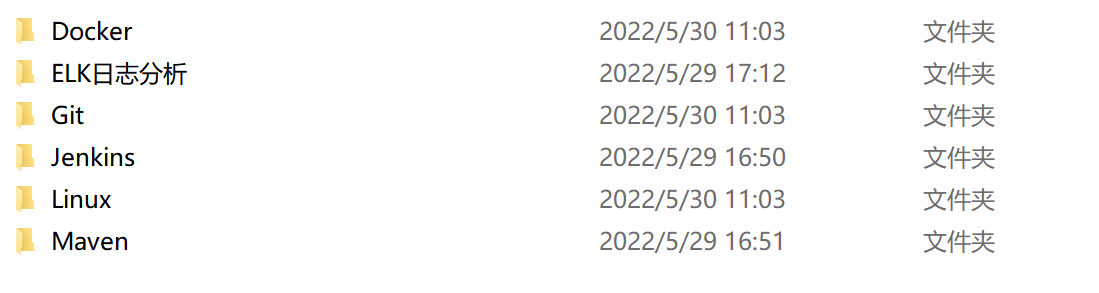 Docker 2022/5/30 11:03 文件夹
ELK日志分析 2022/5/29 17:12 文件夹
Git 2022/5/30 11:03 文件夹
Jenkins 2022/5/29 16:50 文件夹
Linux 2022/5/30 11:03 文件夹
Maven 2022/5/29 16:51 文件夹